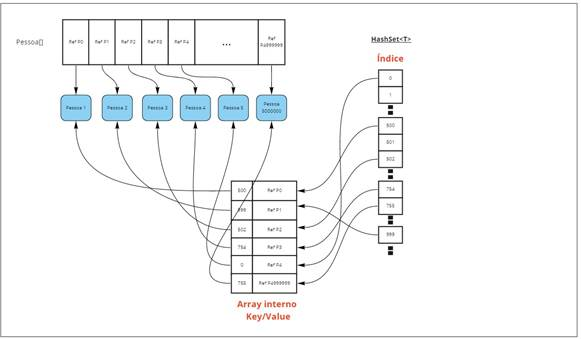 Pessoa[]
Ref P0
Ref P1
Ref P2
Ref P3
Ref P4
...
Ref
P4999999
Pessoa 1
Pessoa 2
Pessoa 3
Pessoa 4
Pessoa 5
Pessoa
5000000
HashSet<T>
Índice
0
1
500
501
502
754
755
999
500 Ref P0
999 Ref P1
502 Ref P2
754 Ref P3
0 Ref P4
755 Ref P4999999
Array interno
Key/Value